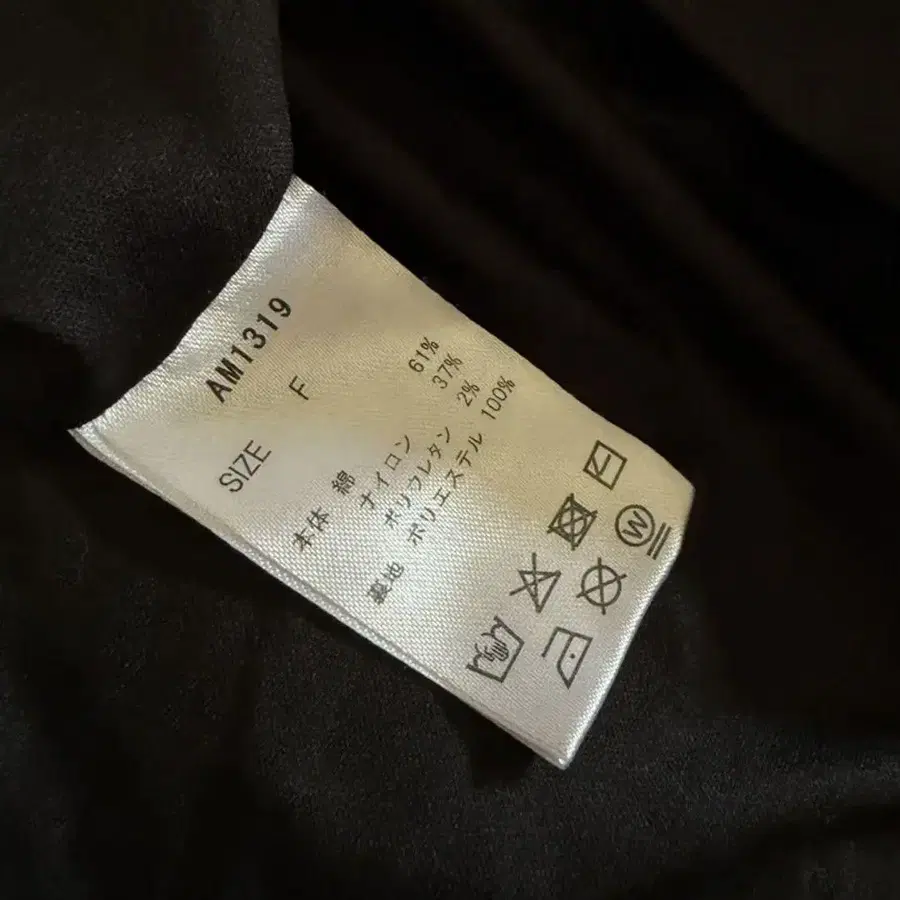 AM1319
SIZE F
本体 綿 61%
ナイロン 37%
ポリウレタン 2%
裏地 ポリエステル 100%
W